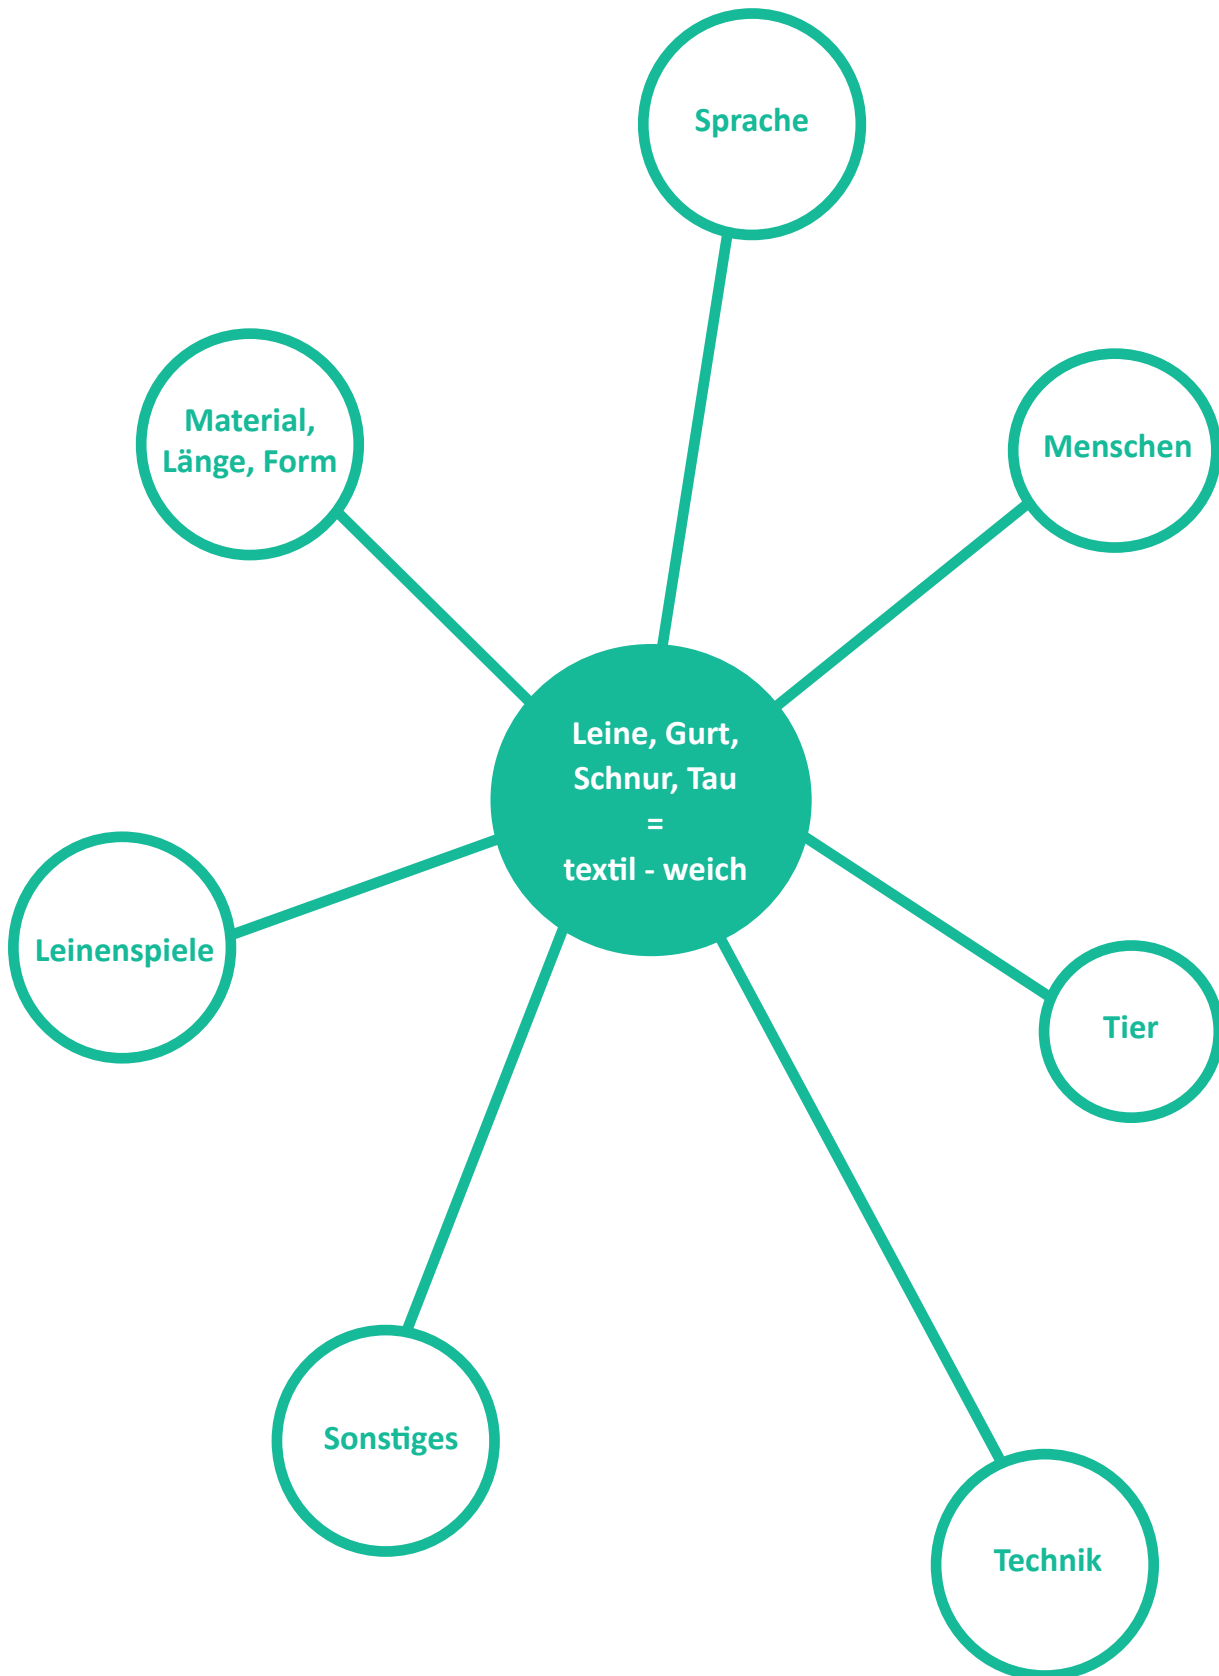 Sprache
Material,
Länge, Form
Menschen
Leine, Gurt,
Schnur, Tau
=
textil - weich
Leinenspiele
Tier
Sonstiges
Technik